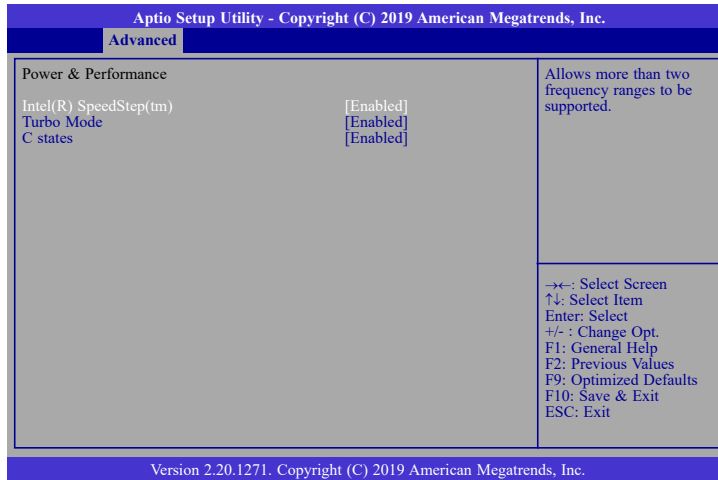 Aptio Setup Utility - Copyright (C) 2019 American Megatrends, Inc.
Advanced
Power & Performance
Intel(R) SpeedStep(tm) [Enabled]
Turbo Mode [Enabled]
C states [Enabled]
Allows more than two
frequency ranges to be
supported.
→←: Select Screen
↑↓: Select Item
Enter: Select
+/- : Change Opt.
F1: General Help
F2: Previous Values
F9: Optimized Defaults
F10: Save & Exit
ESC: Exit
Version 2.20.1271. Copyright (C) 2019 American Megatrends, Inc.